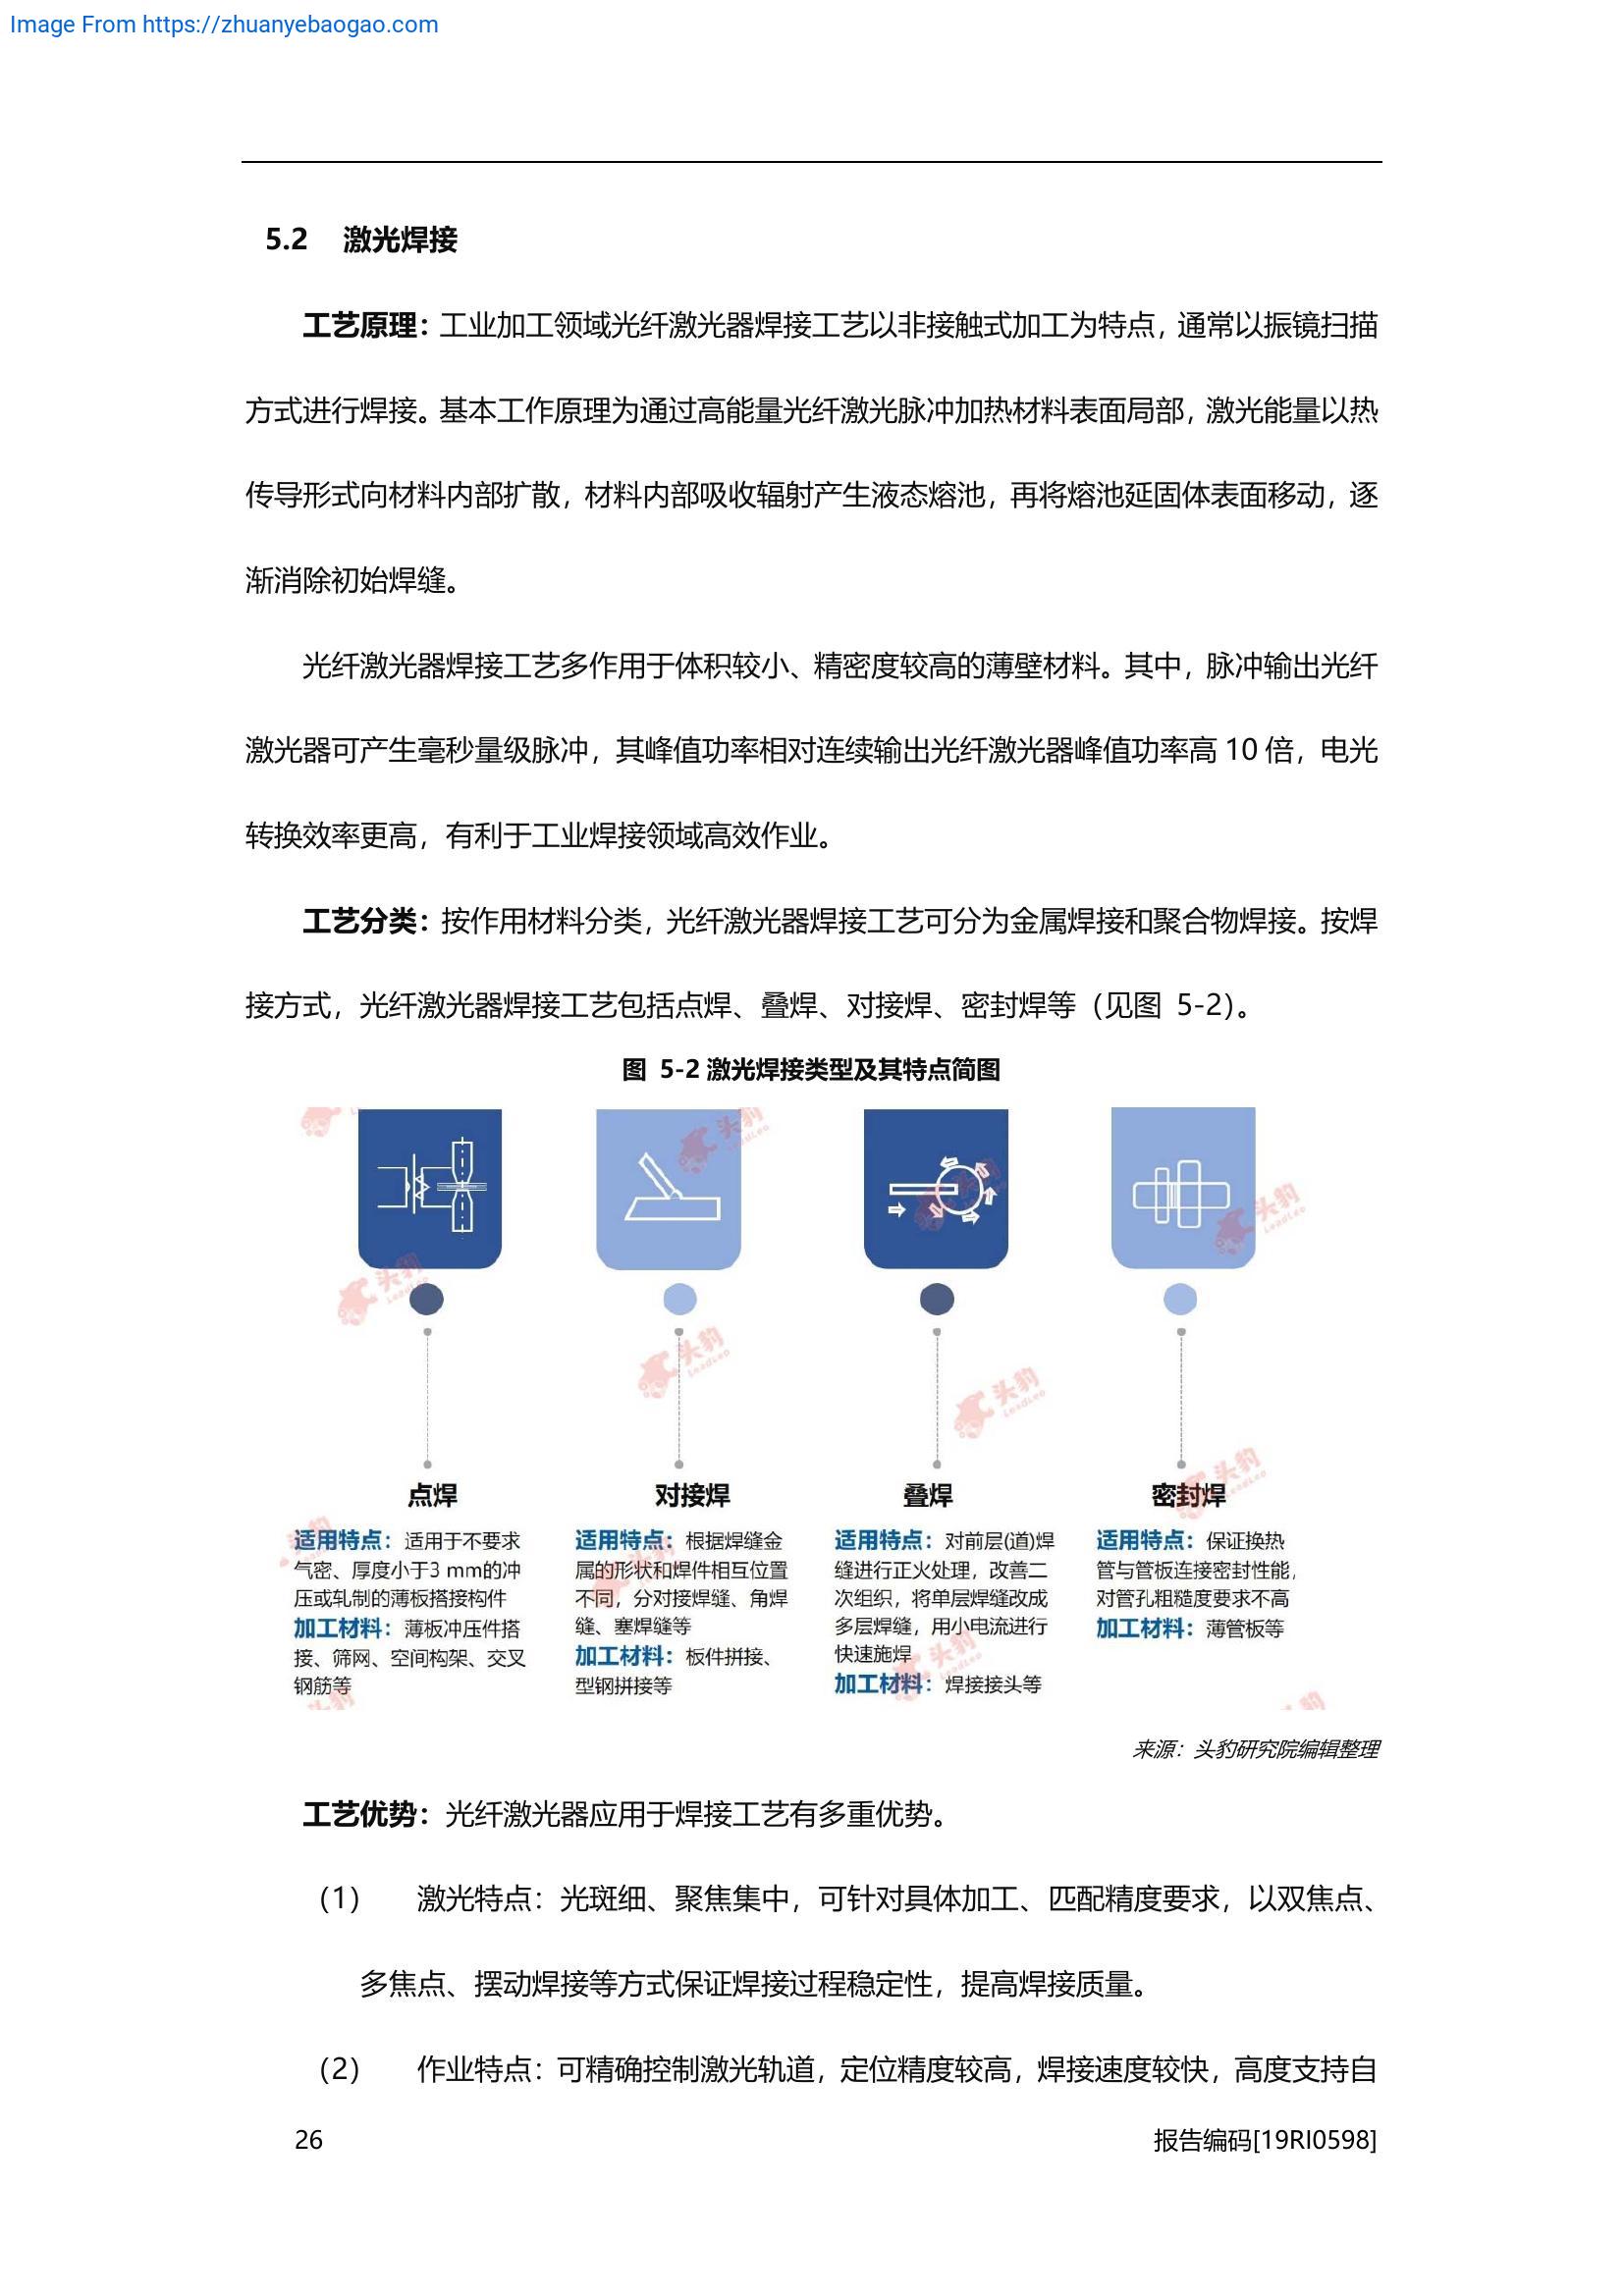 Image From https://zhuanyebaogao.com
5.2 激光焊接
工艺原理：工业加工领域光纤激光器焊接工艺以非接触式加工为特点，通常以振镜扫描
方式进行焊接。基本工作原理为通过高能量光纤激光脉冲加热材料表面局部，激光能量以热
传导形式向材料内部扩散，材料内部吸收辐射产生液态熔池，再将熔池延固体表面移动，逐
渐消除初始焊缝。
光纤激光器焊接工艺多作用于体积较小、精密度较高的薄壁材料。其中，脉冲输出光纤
激光器可产生毫秒量级脉冲，其峰值功率相对连续输出光纤激光器峰值功率高 10 倍，电光
转换效率更高，有利于工业焊接领域高效作业。
工艺分类：按作用材料分类，光纤激光器焊接工艺可分为金属焊接和聚合物焊接。按焊
接方式，光纤激光器焊接工艺包括点焊、叠焊、对接焊、密封焊等（见图 5-2）。
图 5-2 激光焊接类型及其特点简图
点焊
适用特点：适用于不要求
气密、厚度小于3 mm的冲
压或轧制的薄板搭接构件
加工材料：薄板冲压件搭
接、筛网、空间构架、交叉
钢筋等
对接焊
适用特点：根据焊缝金
属的形状和焊件相互位置
不同，分对接焊缝、角焊
缝、塞焊缝等
加工材料：板件拼接、
型钢拼接等
叠焊
适用特点：对前层(道)焊
缝进行正火处理，改善二
次组织，将单层焊缝改成
多层焊缝，用小电流进行
快速施焊
加工材料：焊接接头等
密封焊
适用特点：保证换热
管与管板连接密封性能，
对管孔粗糙度要求不高
加工材料：薄管板等
头豹
LeadLeo
来源：头豹研究院编辑整理
工艺优势：光纤激光器应用于焊接工艺有多重优势。
（1） 激光特点：光斑细、聚焦集中，可针对具体加工、匹配精度要求，以双焦点、
多焦点、摆动焊接等方式保证焊接过程稳定性，提高焊接质量。
（2） 作业特点：可精确控制激光轨道，定位精度较高，焊接速度较快，高度支持自
26
报告编码[19RI0598]